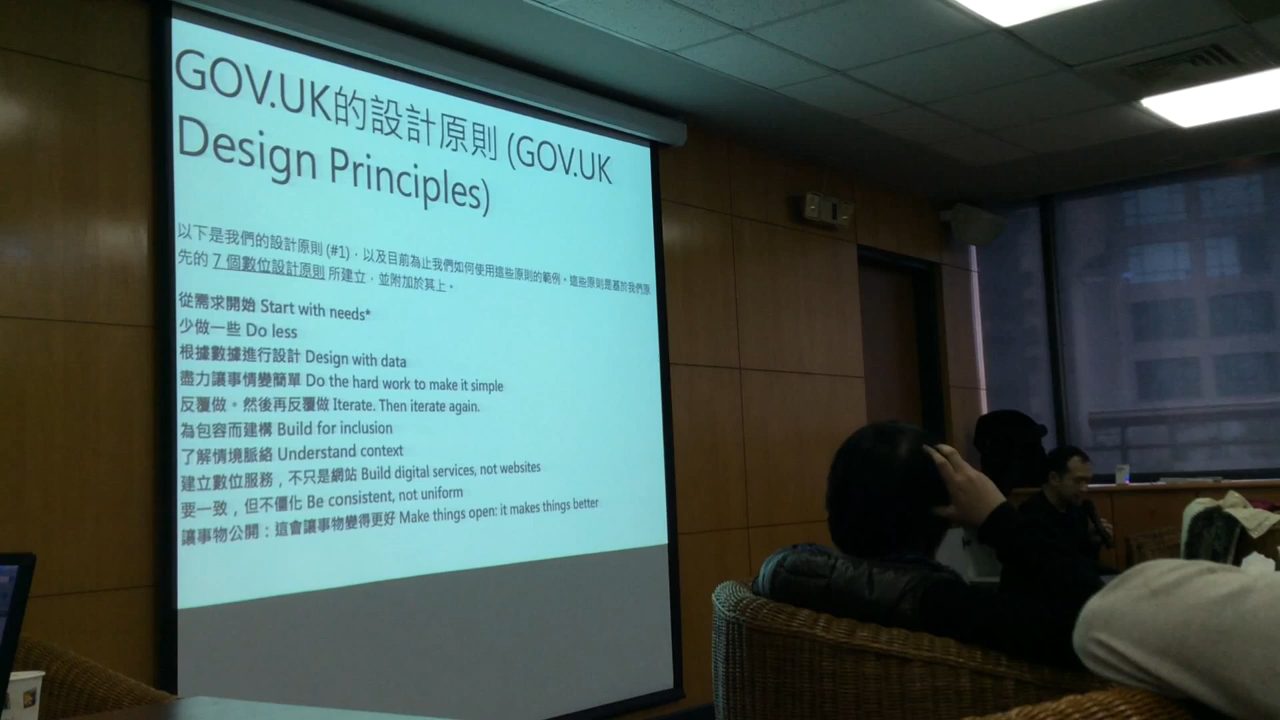 GOV.UK的設計原則 (GOV.UK
Design Principles)
以下是我們的設計原則 (#1)，以及目前為止我們如何使用這些原則的範例。這些原則是基於我們原
先的 7 個數位設計原則 所建立，並附加於其上。
從需求開始 Start with needs*
少做一些 Do less
根據數據進行設計 Design with data
盡力讓事情變簡單 Do the hard work to make it simple
反覆做。然後再反覆做 Iterate. Then iterate again.
為包容而建構 Build for inclusion
了解情境脈絡 Understand context
建立數位服務，不只是網站 Build digital services, not websites
要一致，但不僵化 Be consistent, not uniform
讓事物公開：這會讓事物變得更好 Make things open: it makes things better